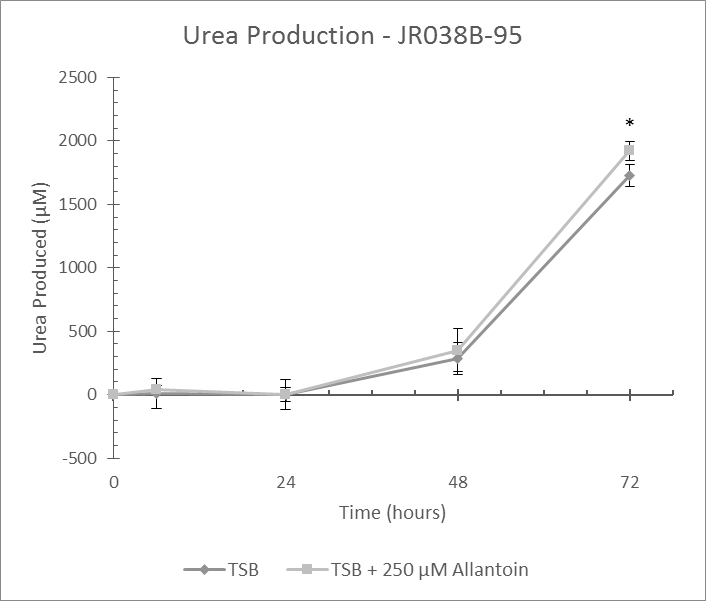 Urea Production - JR038B-95
2500
2000
1500
1000
500
0
-500
Urea Produced (µM)
*
0 24 48 72
Time (hours)
TSB TSB + 250 µM Allantoin